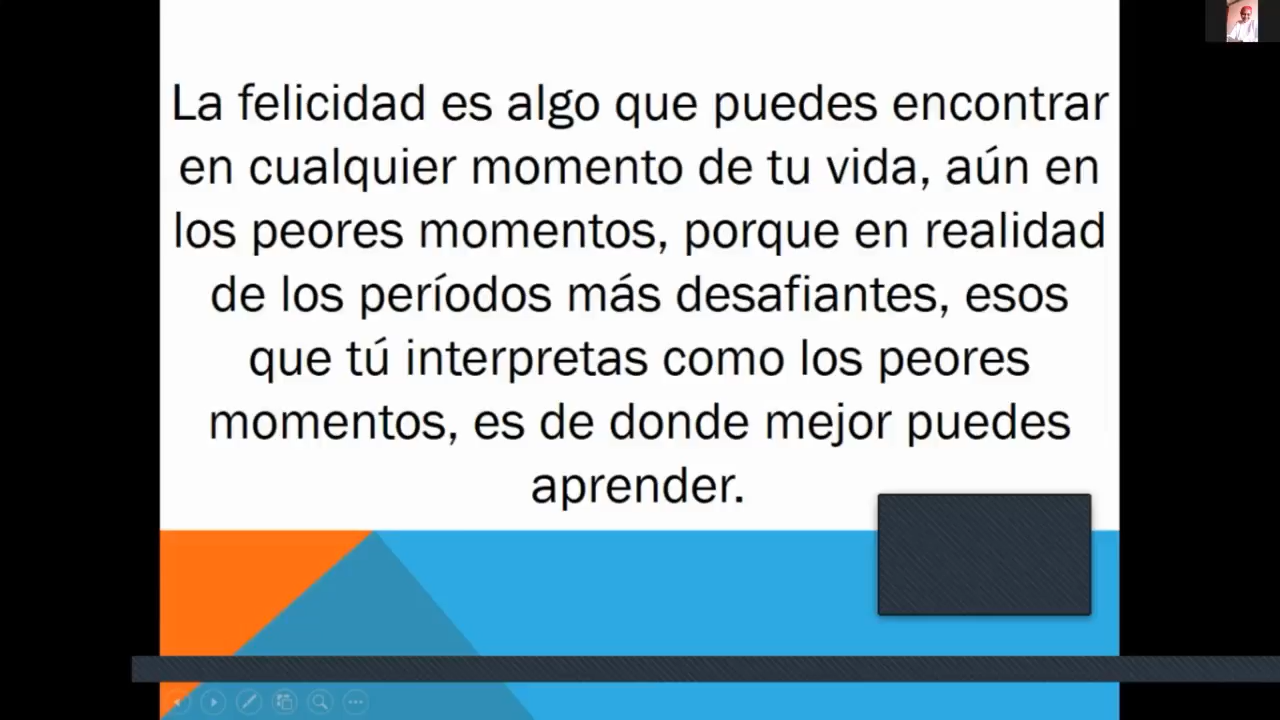 La felicidad es algo que puedes encontrar
en cualquier momento de tu vida, aún en
los peores momentos, porque en realidad
de los períodos más desafiantes, esos
que tú interpretas como los peores
momentos, es de donde mejor puedes
aprender.